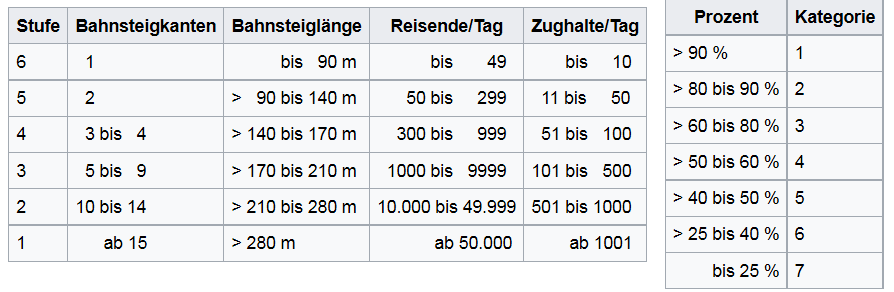 Stufe Bahnsteigkanten Bahnsteiglänge Reisende/Tag Zughalte/Tag
6 1 bis 90 m bis 49 bis 10
5 2 > 90 bis 140 m 50 bis 299 11 bis 50
4 3 bis 4 > 140 bis 170 m 300 bis 999 51 bis 100
3 5 bis 9 > 170 bis 210 m 1000 bis 9999 101 bis 500
2 10 bis 14 > 210 bis 280 m 10.000 bis 49.999 501 bis 1000
1 ab 15 > 280 m ab 50.000 ab 1001
Prozent Kategorie
> 90 % 1
> 80 bis 90 % 2
> 60 bis 80 % 3
> 50 bis 60 % 4
> 40 bis 50 % 5
> 25 bis 40 % 6
bis 25 % 7